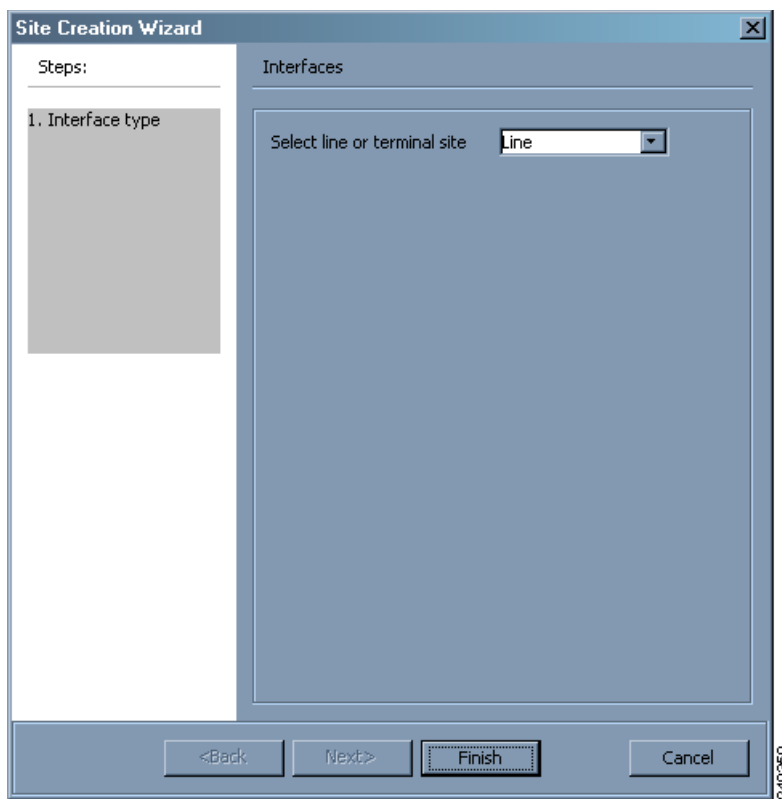 Site Creation Wizard
Steps:
1. Interface type
Interfaces
Select line or terminal site
Line
<Back
Next>
Finish
Cancel